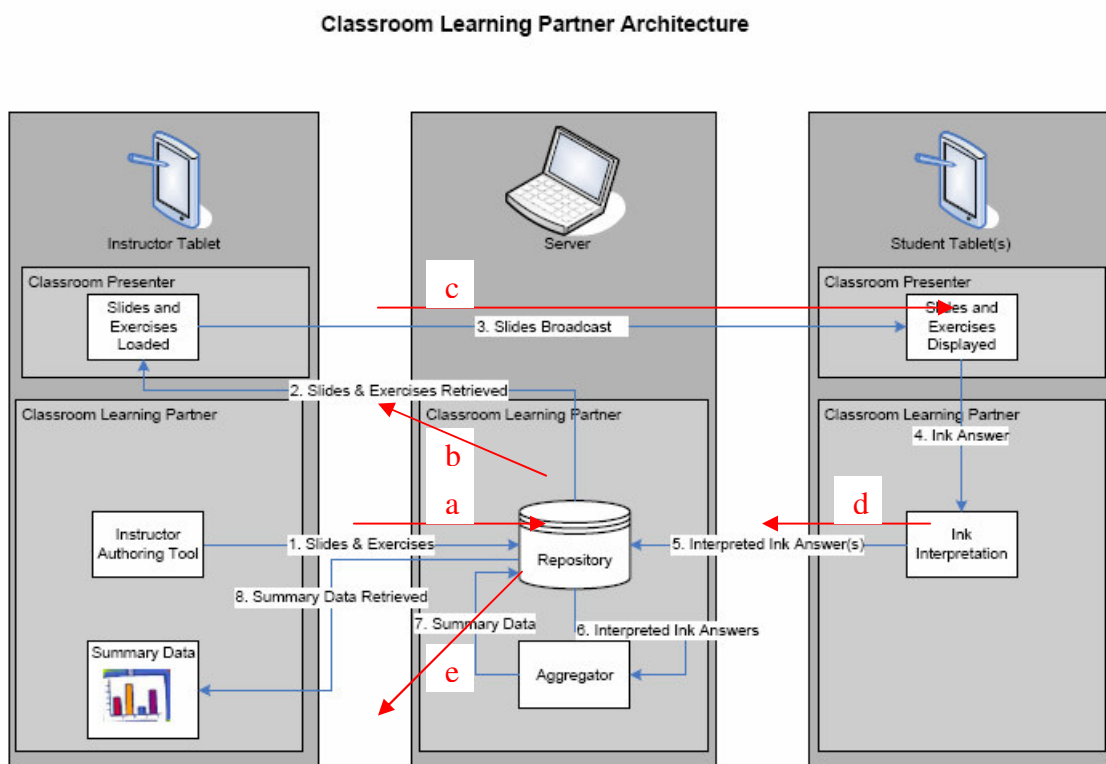 Classroom Learning Partner Architecture
Instructor Tablet
Server
Student Tablet(s)
Classroom Presenter
Slides and
Exercises
Loaded
c
3. Slides Broadcast
Classroom Presenter
Slides and
Exercises
Displayed
2. Slides & Exercises Retrieved
Classroom Learning Partner
Classroom Learning Partner
Classroom Learning Partner
4. Ink Answer
b
a
d
Instructor
Authoring Tool
1. Slides & Exercises
Repository
5. Interpreted Ink Answer(s)
Ink
Interpretation
8. Summary Data Retrieved
7. Summary Data
6. Interpreted Ink Answers
Summary Data
e
Aggregator